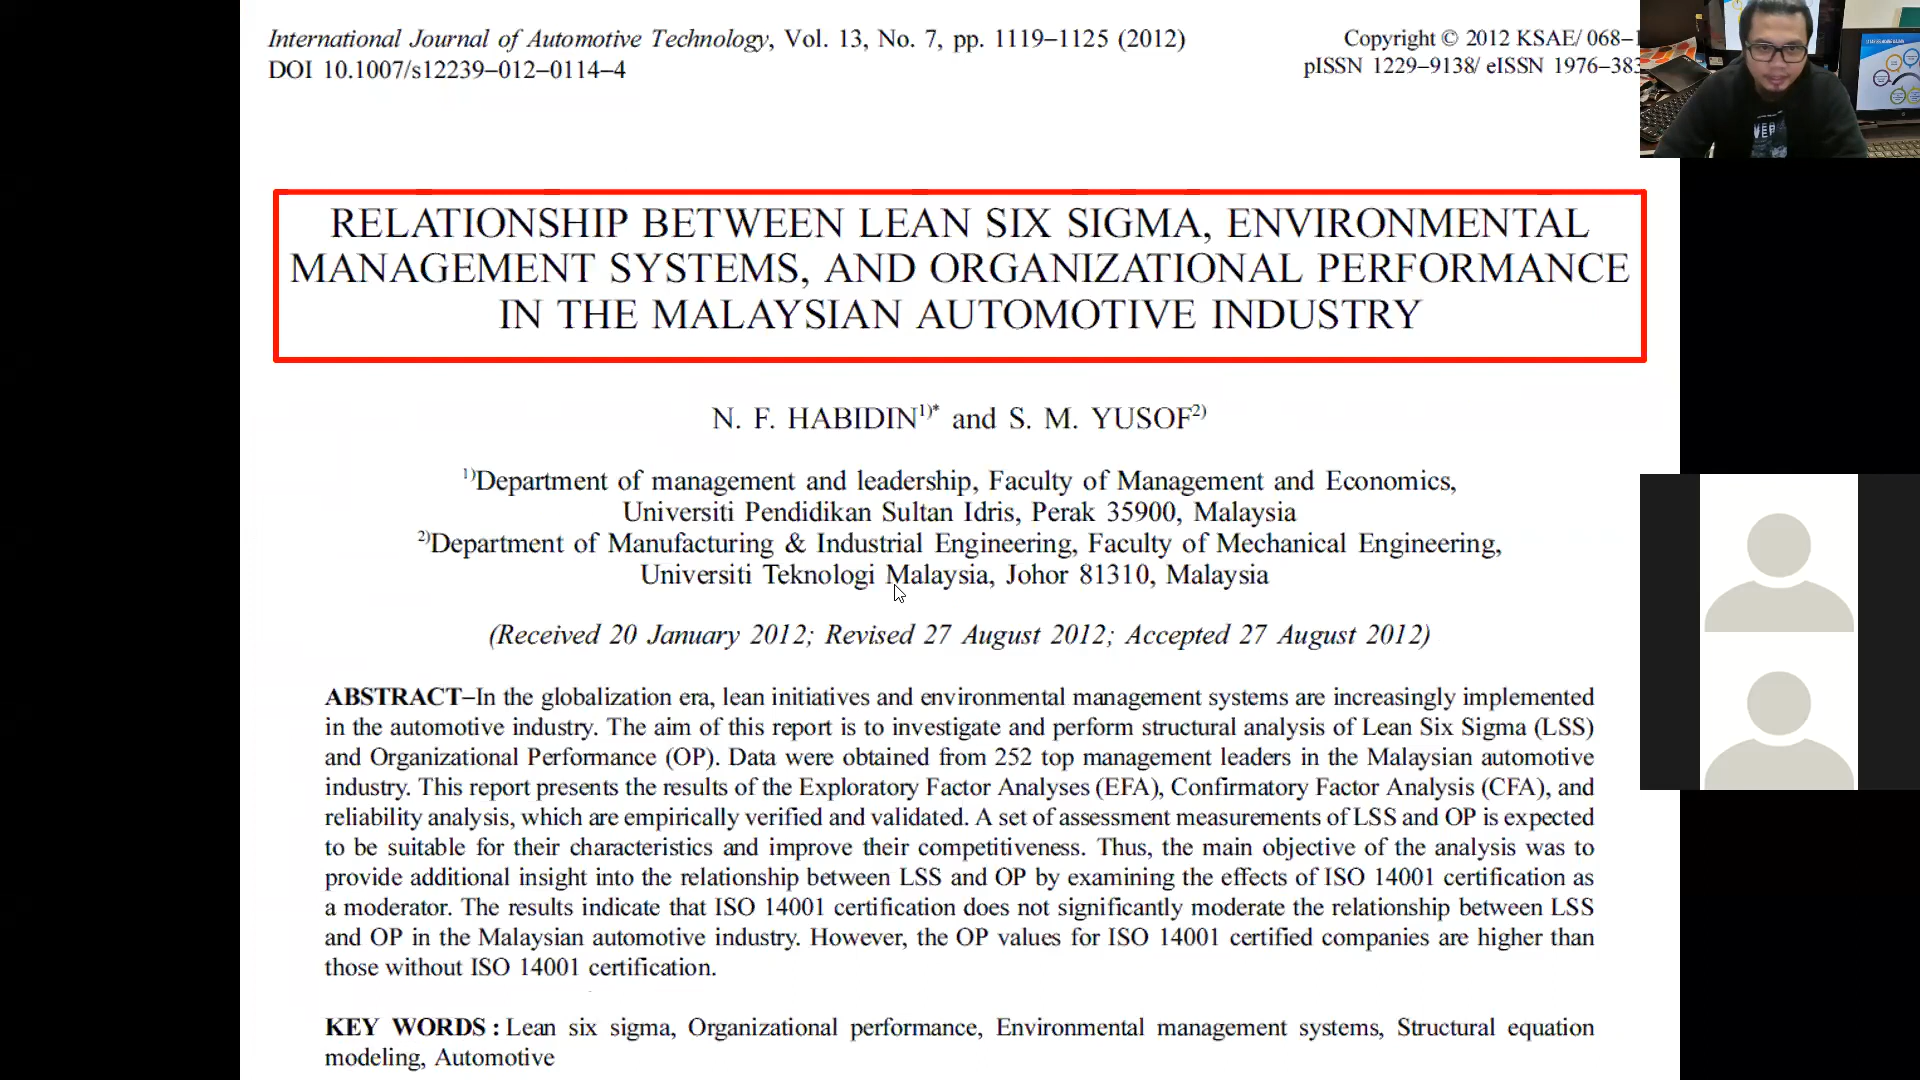 International Journal of Automotive Technology, Vol. 13, No. 7, pp. 1119–1125 (2012)
DOI 10.1007/s12239–012–0114–4
Copyright © 2012 KSAE/ 068–
pISSN 1229–9138/ eISSN 1976–383
RELATIONSHIP BETWEEN LEAN SIX SIGMA, ENVIRONMENTAL
MANAGEMENT SYSTEMS, AND ORGANIZATIONAL PERFORMANCE
IN THE MALAYSIAN AUTOMOTIVE INDUSTRY
N. F. HABIDIN1)* and S. M. YUSOF2)
1)Department of management and leadership, Faculty of Management and Economics,
Universiti Pendidikan Sultan Idris, Perak 35900, Malaysia
2)Department of Manufacturing & Industrial Engineering, Faculty of Mechanical Engineering,
Universiti Teknologi Malaysia, Johor 81310, Malaysia
(Received 20 January 2012; Revised 27 August 2012; Accepted 27 August 2012)
ABSTRACT–In the globalization era, lean initiatives and environmental management systems are increasingly implemented
in the automotive industry. The aim of this report is to investigate and perform structural analysis of Lean Six Sigma (LSS)
and Organizational Performance (OP). Data were obtained from 252 top management leaders in the Malaysian automotive
industry. This report presents the results of the Exploratory Factor Analyses (EFA), Confirmatory Factor Analysis (CFA), and
reliability analysis, which are empirically verified and validated. A set of assessment measurements of LSS and OP is expected
to be suitable for their characteristics and improve their competitiveness. Thus, the main objective of the analysis was to
provide additional insight into the relationship between LSS and OP by examining the effects of ISO 14001 certification as
a moderator. The results indicate that ISO 14001 certification does not significantly moderate the relationship between LSS
and OP in the Malaysian automotive industry. However, the OP values for ISO 14001 certified companies are higher than
those without ISO 14001 certification.
KEY WORDS : Lean six sigma, Organizational performance, Environmental management systems, Structural equation
modeling, Automotive